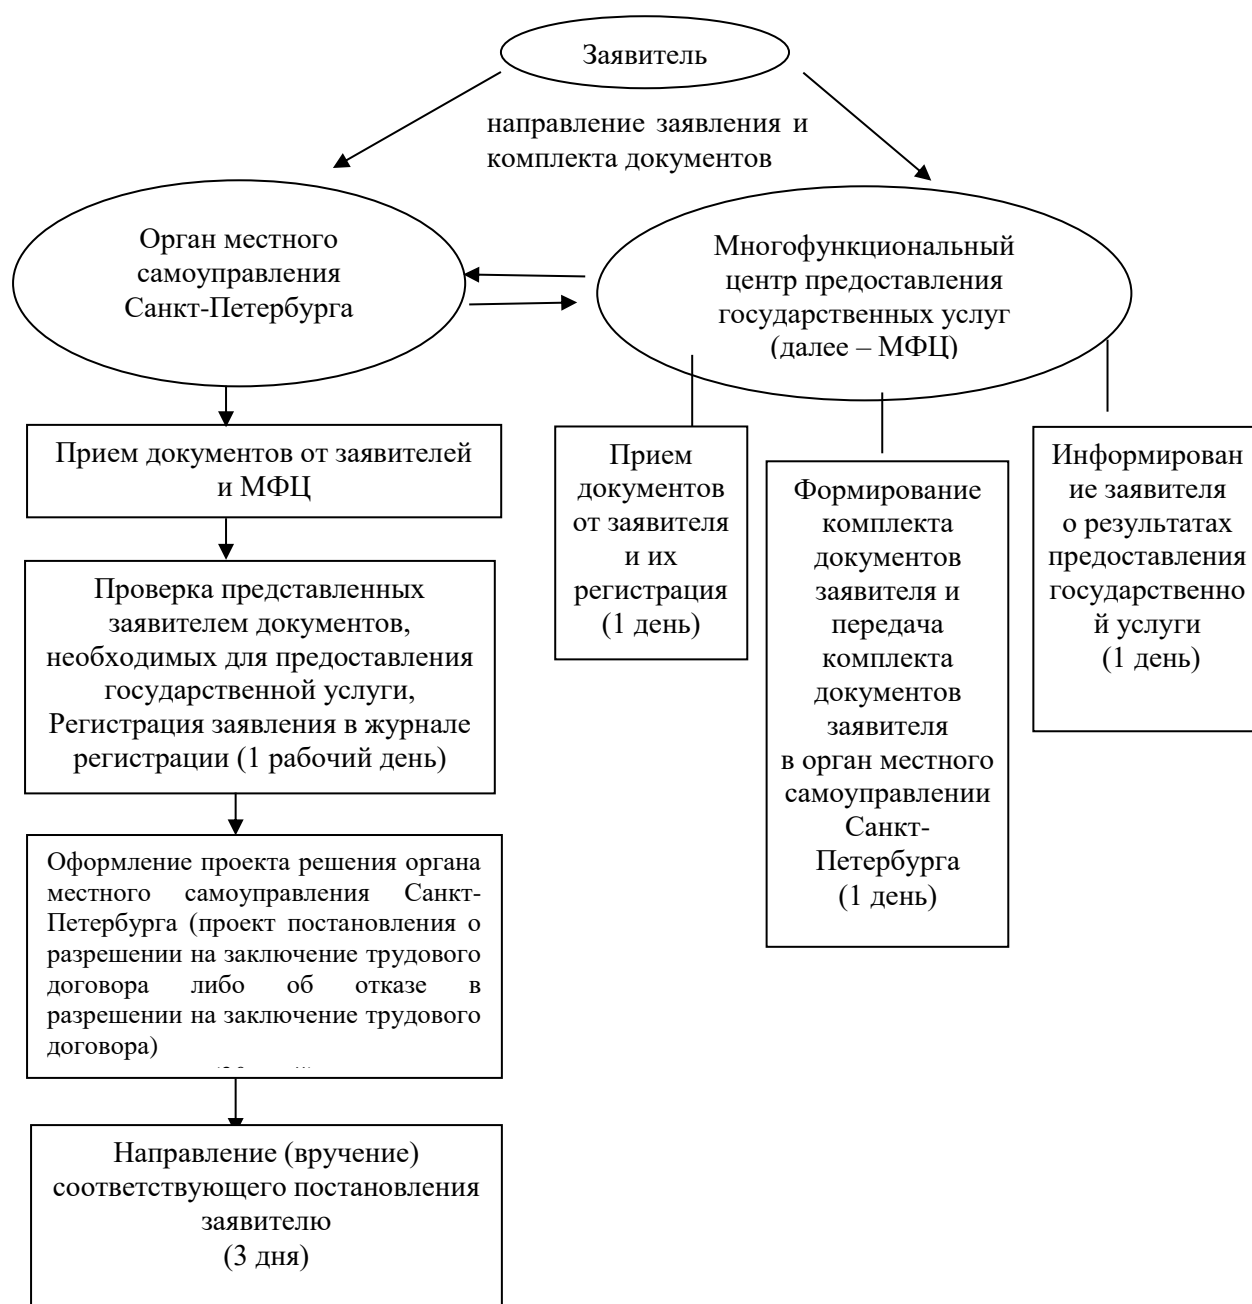 Заявитель
направление заявления и
комплекта документов
Орган местного
самоуправления
Санкт-Петербурга
Многофункциональный
центр предоставления
государственных услуг
(далее – МФЦ)
Прием документов от заявителей
и МФЦ
Проверка представленных
заявителем документов,
необходимых для предоставления
государственной услуги,
Регистрация заявления в журнале
регистрации (1 рабочий день)
Оформление проекта решения органа
местного самоуправления Санкт-
Петербурга (проект постановления о
разрешении на заключение трудового
договора либо об отказе в
разрешении на заключение трудового
договора)
Направление (вручение)
соответствующего постановления
заявителю
(3 дня)
Прием
документов
от заявителя
и их
регистрация
(1 день)
Формирование
комплекта
документов
заявителя и
передача
комплекта
документов
заявителя
в орган местного
самоуправлении
Санкт-
Петербурга
(1 день)
Информирован
ие заявителя
о результатах
предоставления
государственно
й услуги
(1 день)